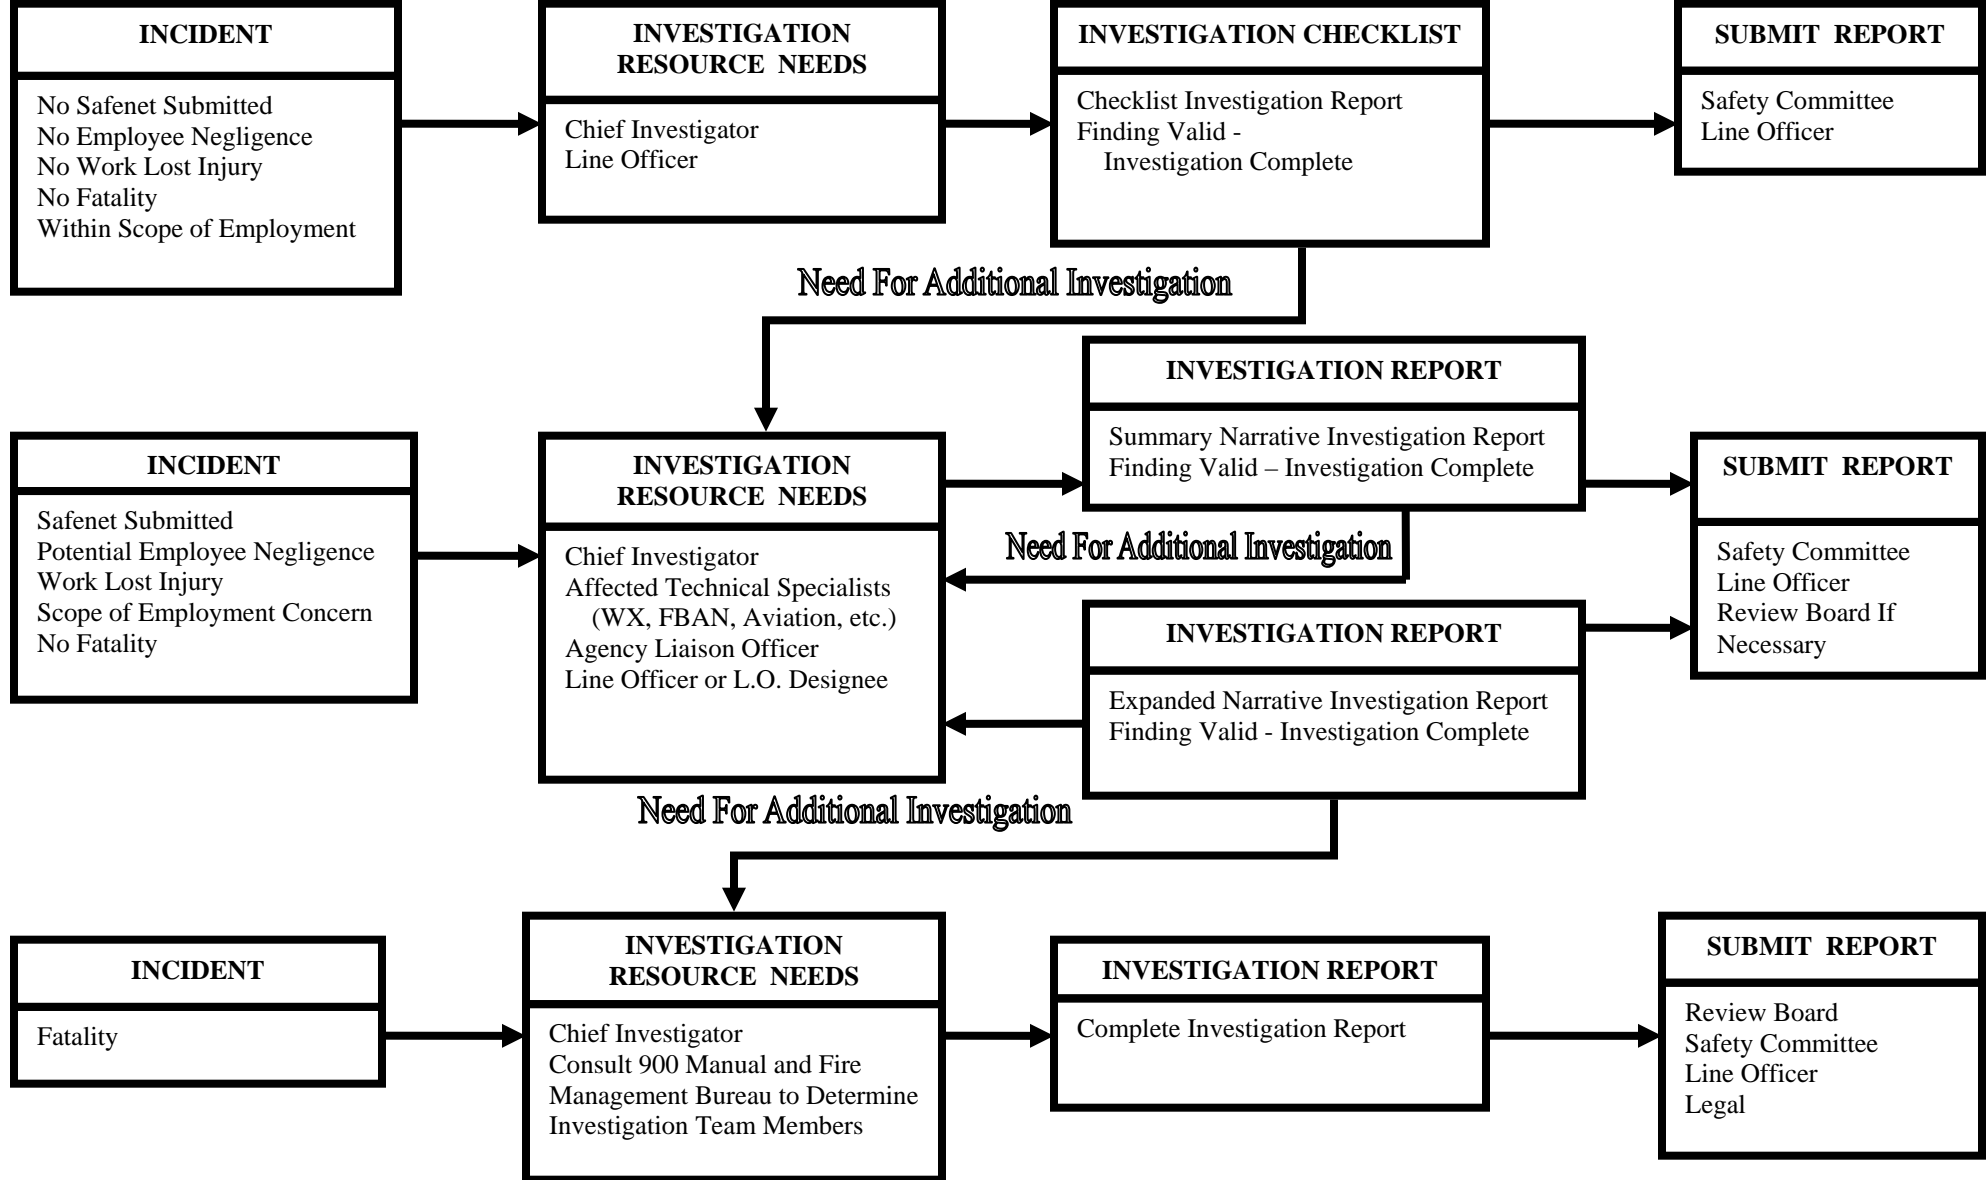 INCIDENT
No Safenet Submitted
No Employee Negligence
No Work Lost Injury
No Fatality
Within Scope of Employment
INVESTIGATION
RESOURCE NEEDS
Chief Investigator
Line Officer
INVESTIGATION CHECKLIST
Checklist Investigation Report
Finding Valid -
Investigation Complete
SUBMIT REPORT
Safety Committee
Line Officer
Need For Additional Investigation
INCIDENT
Safenet Submitted
Potential Employee Negligence
Work Lost Injury
Scope of Employment Concern
No Fatality
INVESTIGATION
RESOURCE NEEDS
Chief Investigator
Affected Technical Specialists
(WX, FBAN, Aviation, etc.)
Agency Liaison Officer
Line Officer or L.O. Designee
INVESTIGATION REPORT
Summary Narrative Investigation Report
Finding Valid – Investigation Complete
Need For Additional Investigation
INVESTIGATION REPORT
Expanded Narrative Investigation Report
Finding Valid - Investigation Complete
SUBMIT REPORT
Safety Committee
Line Officer
Review Board If
Necessary
Need For Additional Investigation
INCIDENT
Fatality
INVESTIGATION
RESOURCE NEEDS
Chief Investigator
Consult 900 Manual and Fire
Management Bureau to Determine
Investigation Team Members
INVESTIGATION REPORT
Complete Investigation Report
SUBMIT REPORT
Review Board
Safety Committee
Line Officer
Legal